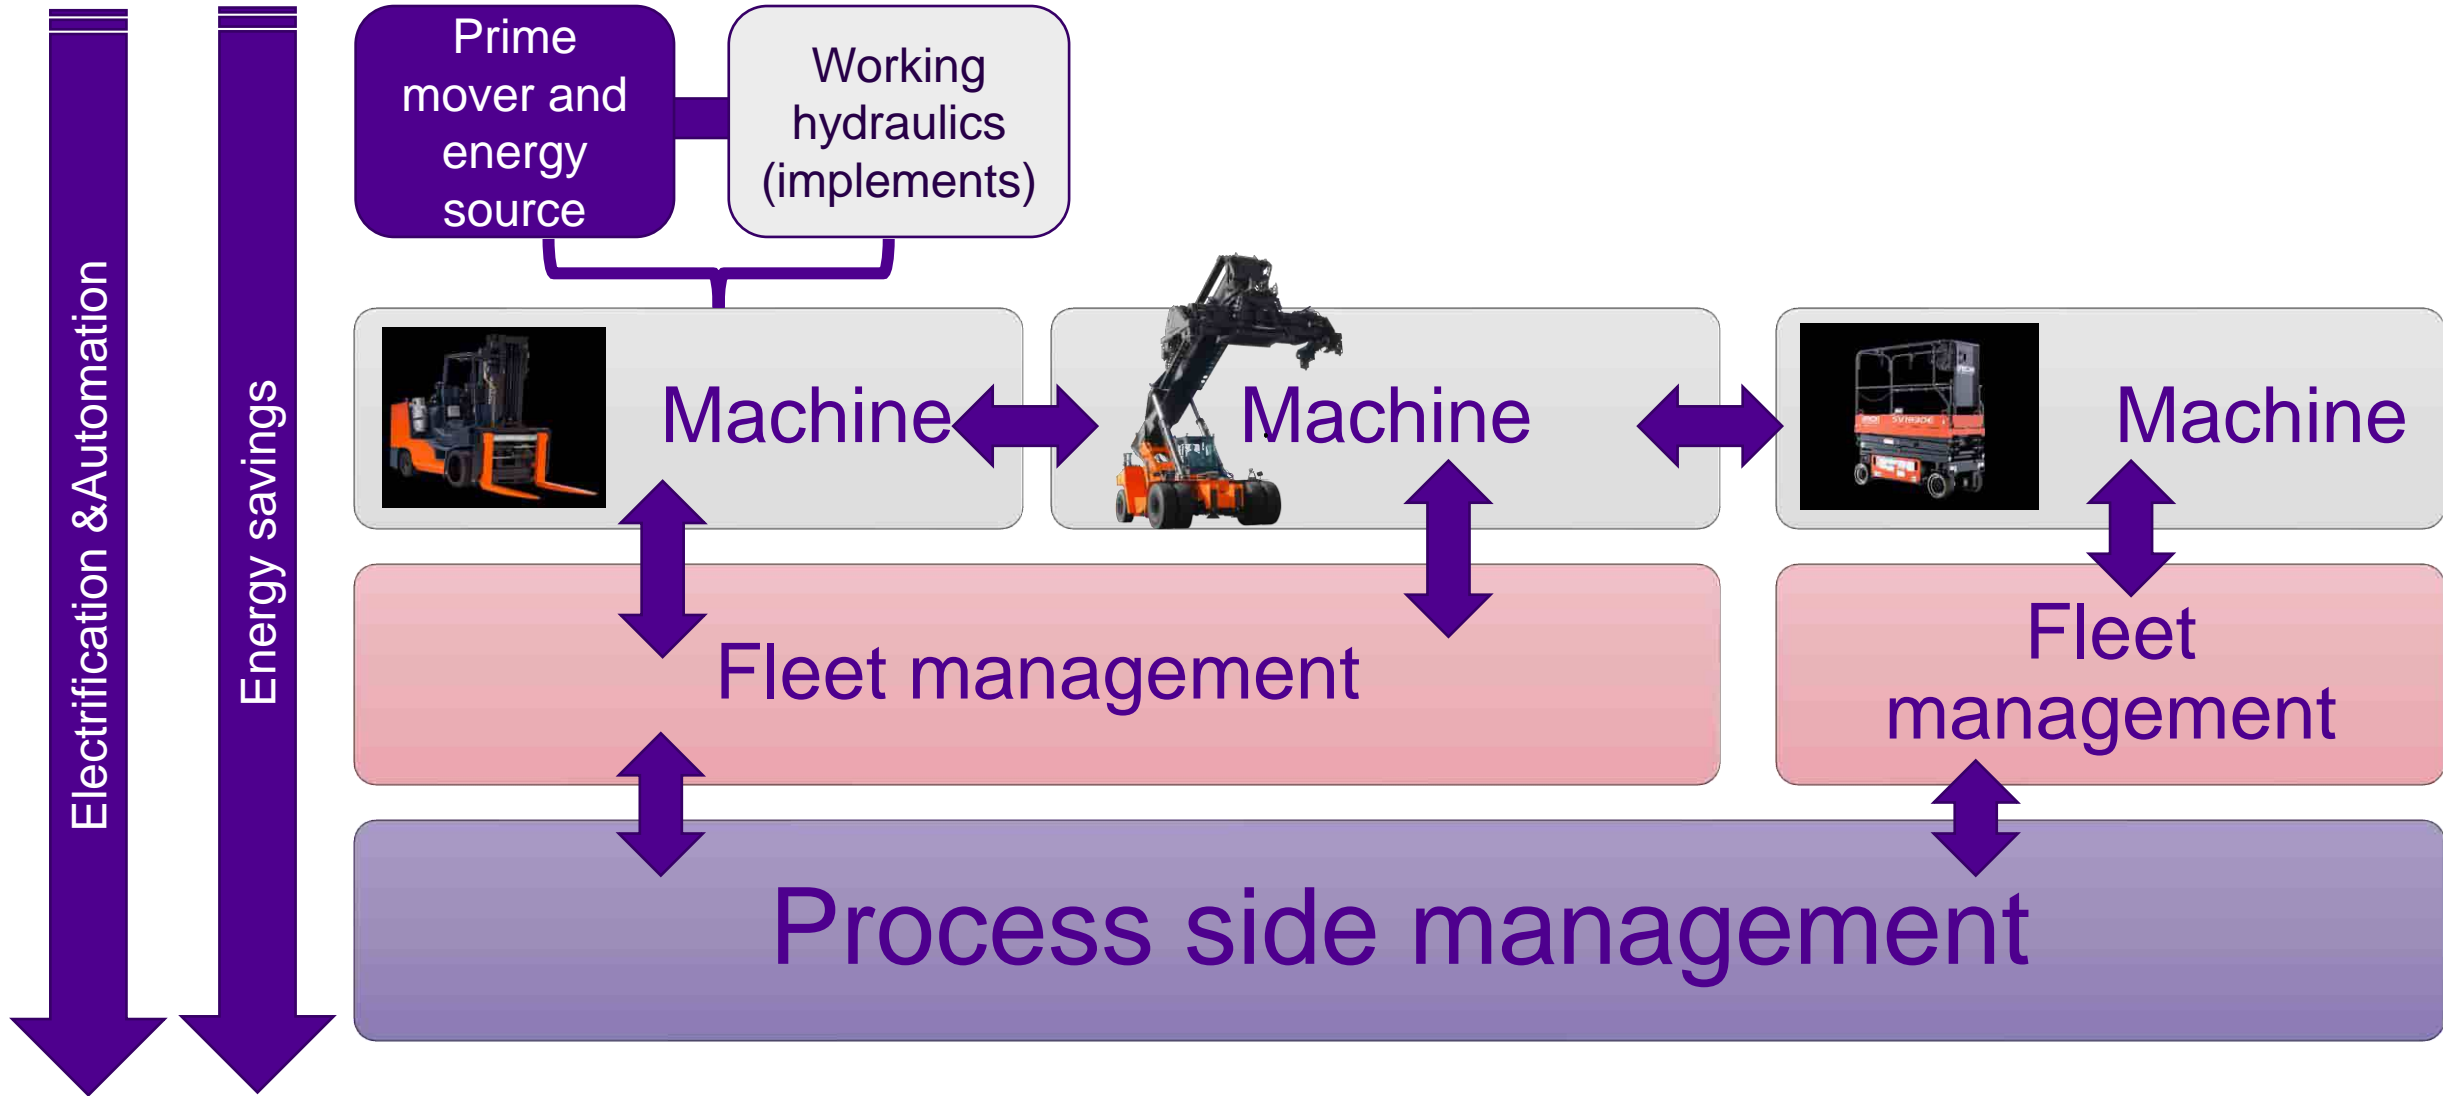 Prime
mover and
energy
source
Working
hydraulics
(implements)
Electrification &Automation
Energy savings
Machine
Machine
Machine
SV1930E
Fleet management
Fleet
management
Process side management